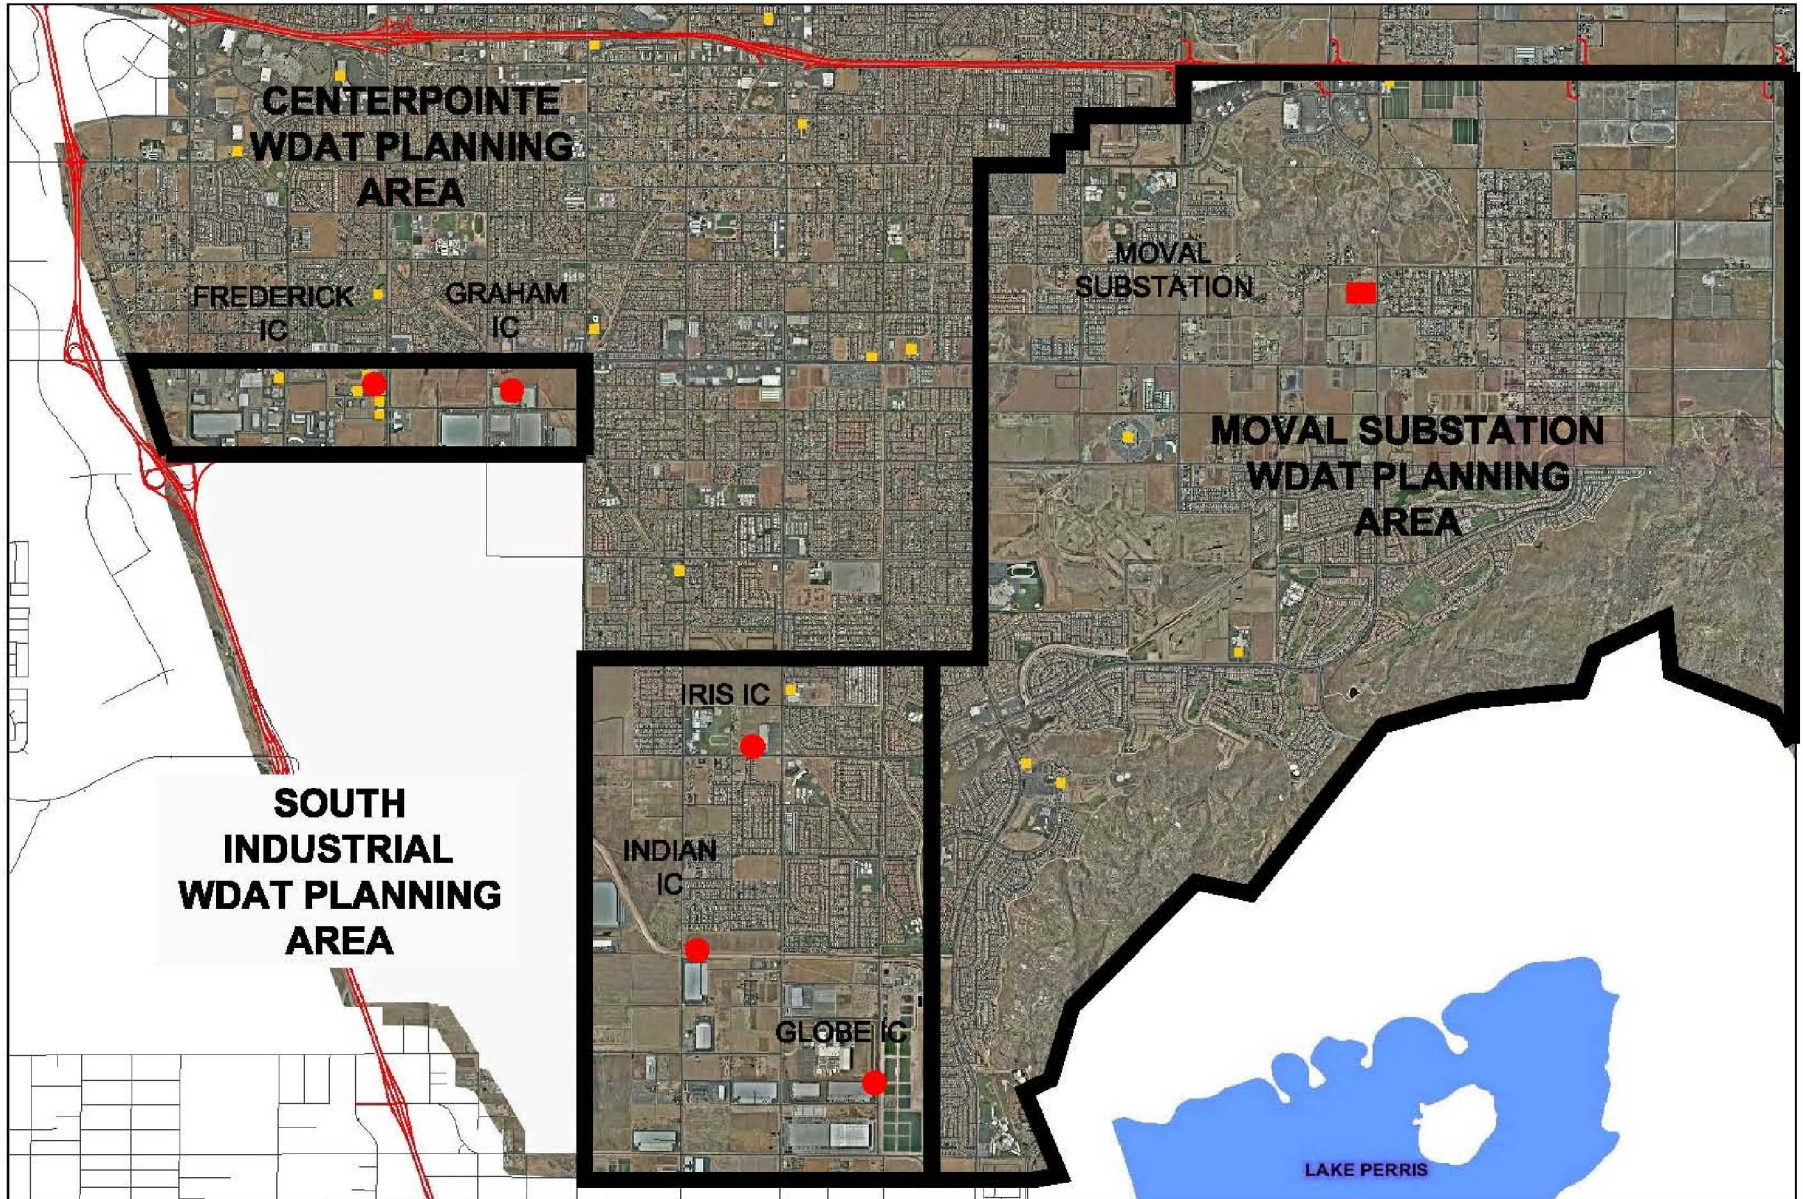 CENTERPOINTE
WDAT PLANNING
AREA
MOVAL
SUBSTATION
FREDERICK
IC
GRAHAM
IC
MOVAL SUBSTATION
WDAT PLANNING
AREA
IRIS IC
SOUTH
INDUSTRIAL
WDAT PLANNING
AREA
INDIAN
IC
GLOBE IC
LAKE PERRIS